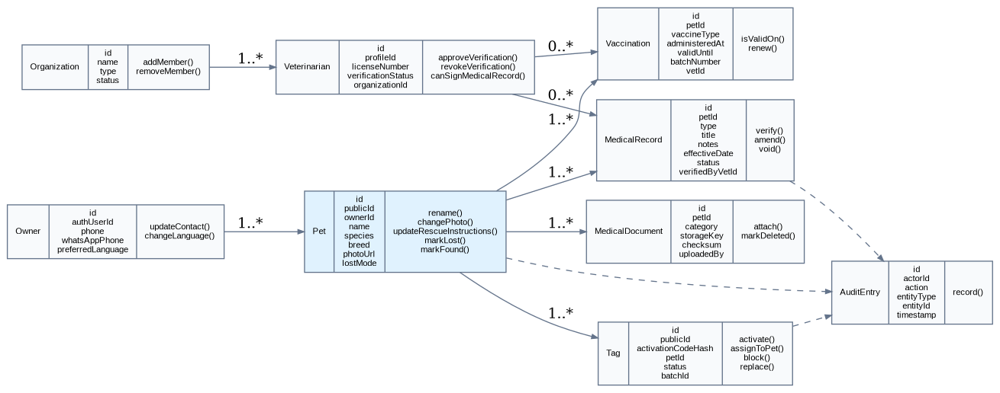 Organization
id
name
type
status
addMember()
removeMember()
1..*
Veterinarian
id
profileId
licenseNumber
verificationStatus
organizationId
approveVerification()
revokeVerification()
canSignMedicalRecord()
0..*
0..*
Vaccination
id
petId
vaccineType
administeredAt
validUntil
batchNumber
vetId
isValidOn()
renew()
MedicalRecord
id
petId
type
title
notes
effectiveDate
status
verifiedByVetId
verify()
amend()
void()
Owner
id
authUserId
phone
whatsAppPhone
preferredLanguage
updateContact()
changeLanguage()
1..*
Pet
id
publicId
ownerId
name
species
breed
photoUrl
lostMode
rename()
changePhoto()
updateRescueInstructions()
markLost()
markFound()
1..*
1..*
1..*
1..*
MedicalDocument
id
petId
category
storageKey
checksum
uploadedBy
attach()
markDeleted()
Tag
id
publicId
activationCodeHash
petId
status
batchId
activate()
assignToPet()
block()
replace()
AuditEntry
id
actorId
action
entityType
entityId
timestamp
record()